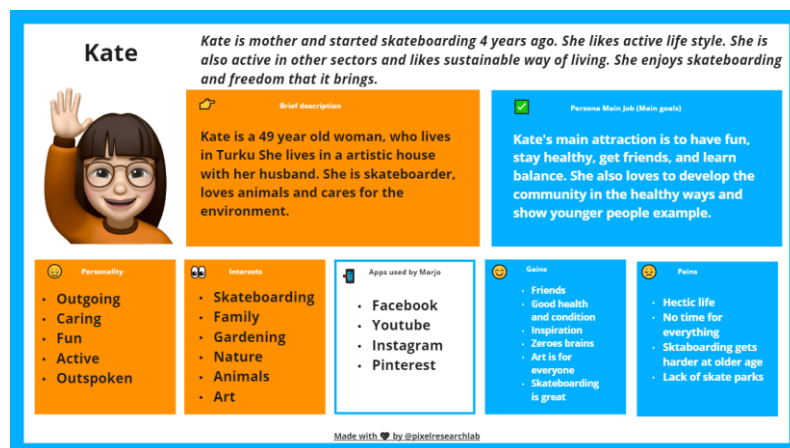 Kate
Kate is mother and started skateboarding 4 years ago. She likes active life style. She is
also active in other sectors and likes sustainable way of living. She enjoys skateboarding
and freedom that it brings.
Brief description
Kate is a 49 year old woman, who lives
in Turku She lives in a artistic house
with her husband. She is skateboarder,
loves animals and cares for the
environment.
Persona Main Job (Main goals)
Kate's main attraction is to have fun,
stay healthy, get friends, and learn
balance. She also loves to develop the
community in the healthy ways and
show younger people example.
Personality
• Outgoing
• Caring
• Fun
• Active
• Outspoken
Interests
• Skateboarding
• Family
• Gardening
• Nature
• Animals
• Art
Apps used by Marjo
• Facebook
• Youtube
• Instagram
• Pinterest
Gains
• Friends
• Good health
and condition
• Inspiration
• Zeroes brains
• Art is for
everyone
• Skateboarding
is great
Pains
• Hectic life
• No time for
everything
• Sktaboarding gets
harder at older age
• Lack of skate parks
Made with 🖤 by @pixelresearchlab